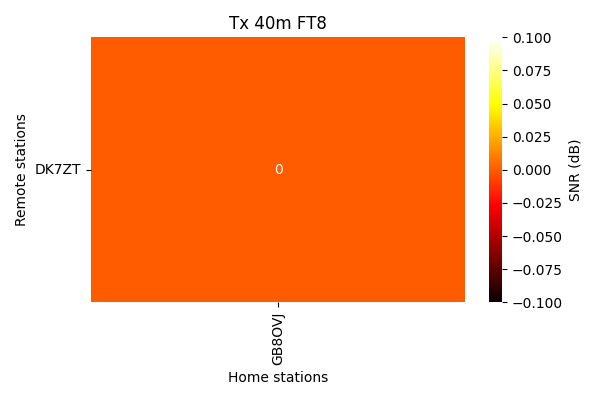 Tx 40m FT8
Remote stations
DK7ZT
0
GB8OVJ
Home stations
0.100
0.075
0.050
0.025
0.000
−0.025
−0.050
−0.075
−0.100
SNR (dB)